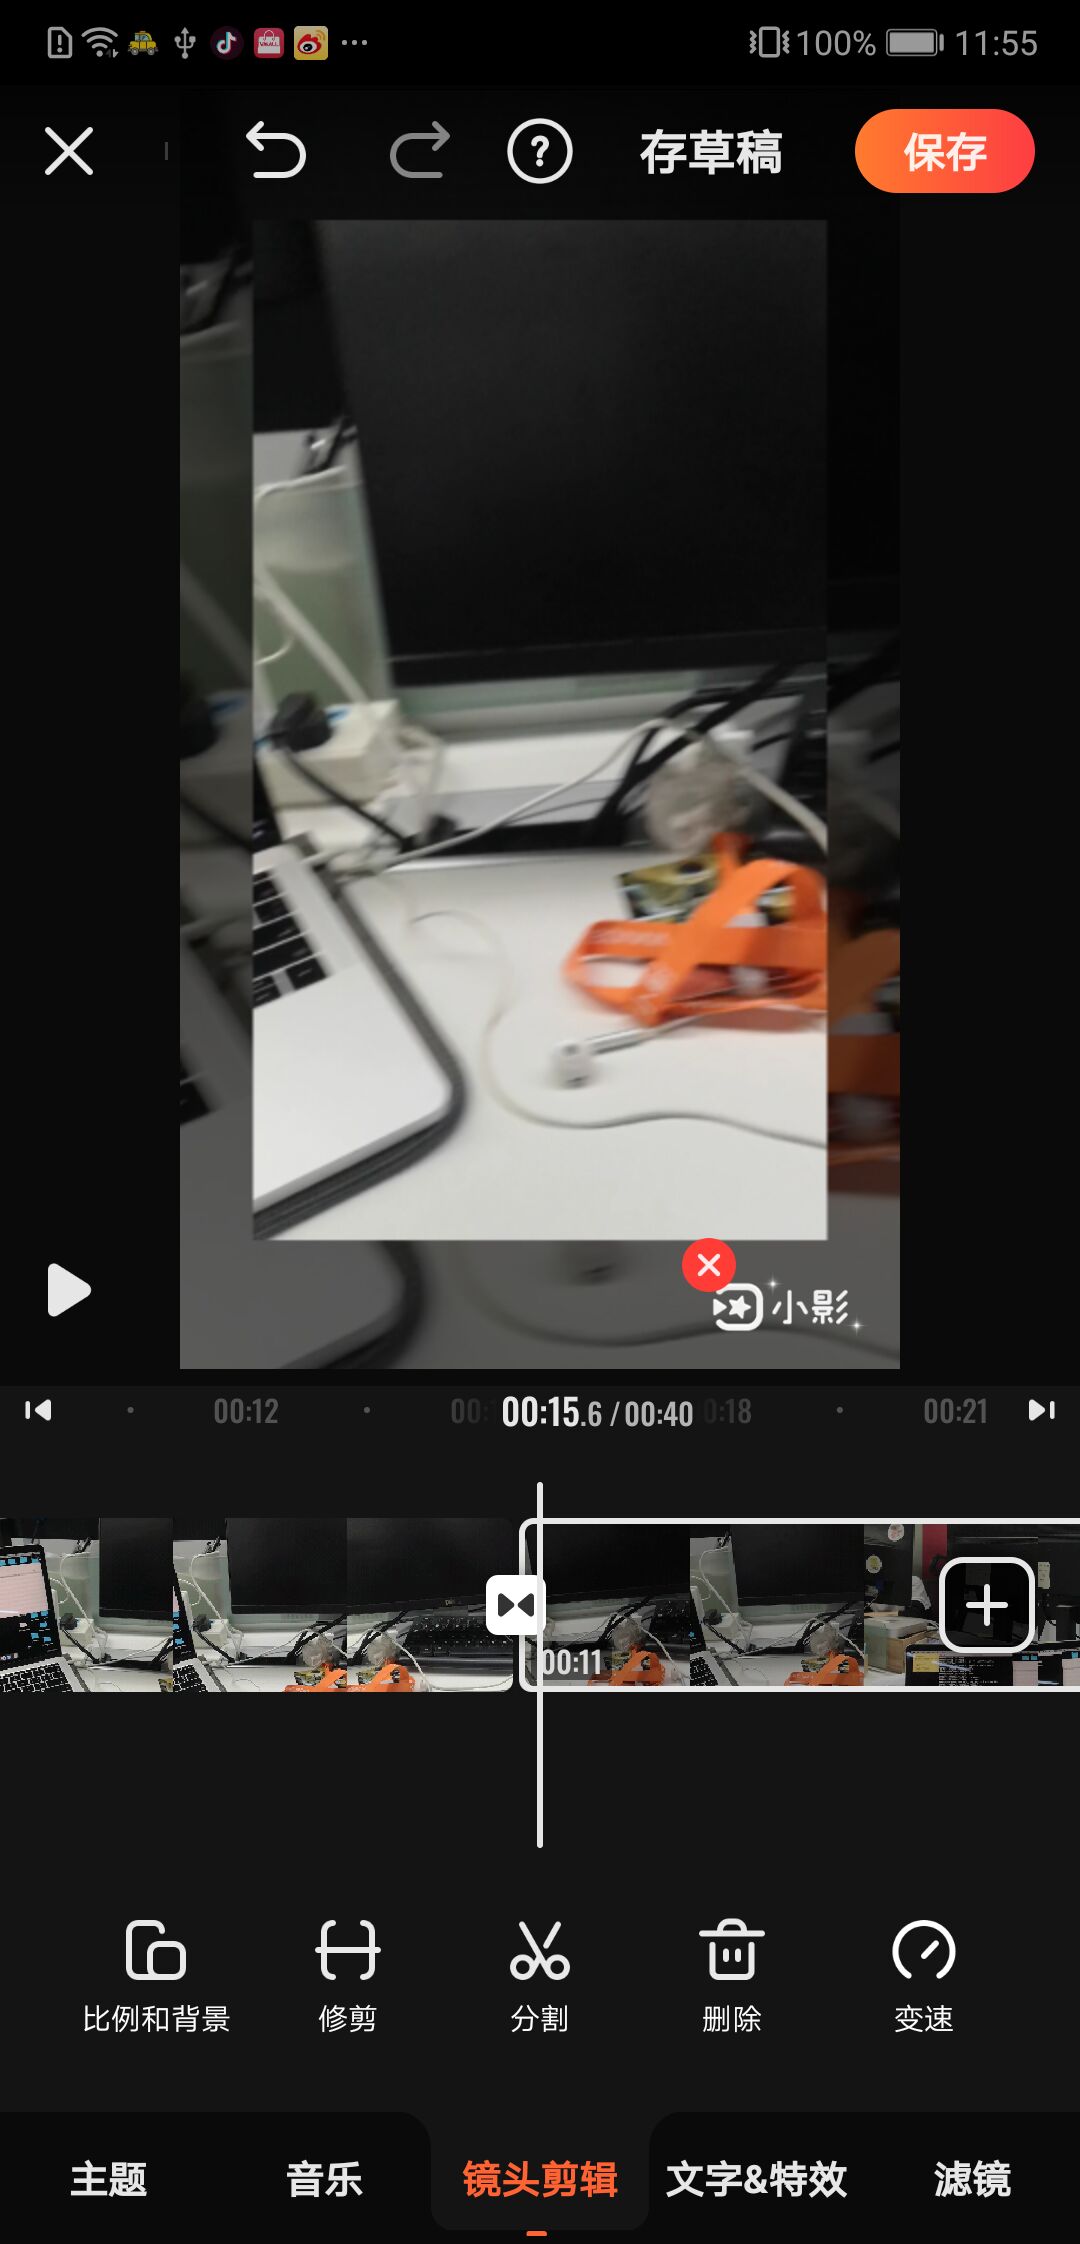 100% 11:55
存草稿 保存
小影
00:12 00:15.6 / 00:40 0:18 00:21
00:11
比例和背景 修剪 分割 删除 变速
主题 音乐 镜头剪辑 文字&特效 滤镜